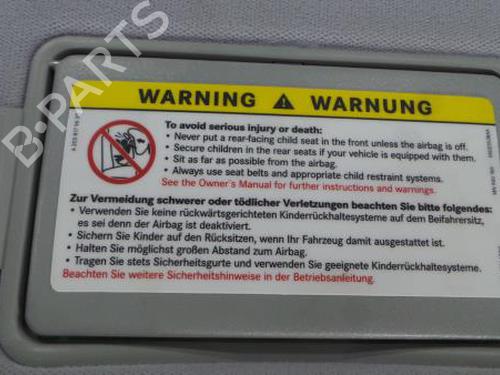 B-PARTS
WARNING WARNUNG
To avoid serious injury or death:
• Never put a rear-facing child seat in the front unless the airbag is off.
• Secure children in the rear seats if your vehicle is equipped with them.
• Sit as far as possible from the airbag.
• Always use seat belts and appropriate child restraint systems.
See the Owner's Manual for further instructions and warnings.
Zur Vermeidung schwerer oder tödlicher Verletzungen beachten Sie bitte folgendes:
• Verwenden Sie keine rückwärtsgerichteten Kinderrückhaltesysteme auf dem Beifahrersitz,
es sei denn der Airbag ist deaktiviert.
• Sichern Sie Kinder auf den Rücksitzen, wenn Ihr Fahrzeug damit ausgestattet ist.
• Halten Sie möglichst großen Abstand zum Airbag.
• Tragen Sie stets Sicherheitsgurte und verwenden Sie geeignete Kinderrückhaltesysteme.
Beachten Sie weitere Sicherheitshinweise in der Betriebsanleitung.